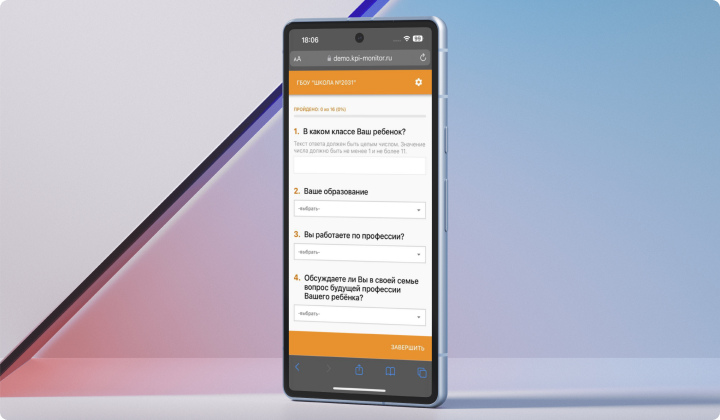 18:06
59
AA
demo.kpi-monitor.ru
ГБОУ "ШКОЛА №2031"
ПРОЙДЕНО: 0 из 16 (0%)
1. В каком классе Ваш ребенок?
Текст ответа должен быть целым числом. Значение
числа должно быть не менее 1 и не более 11.
2. Ваше образование
-выбрать-
3. Вы работаете по профессии?
-выбрать-
4. Обсуждаете ли Вы в своей семье
вопрос будущей профессии
Вашего ребёнка?
-выбрать-
ЗАВЕРШИТЬ